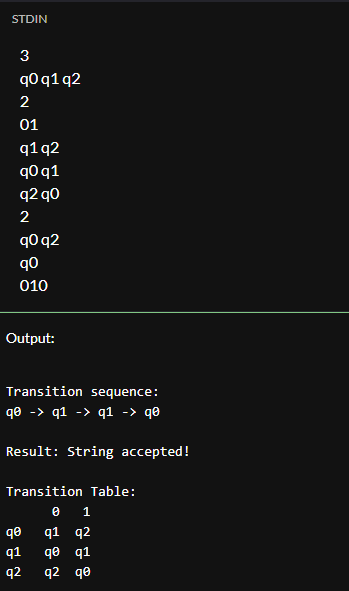 STDIN
3
q0 q1 q2
2
01
q1 q2
q0 q1
q2 q0
2
q0 q2
q0
010
Output:
Transition sequence:
q0 -> q1 -> q1 -> q0
Result: String accepted!
Transition Table:
0 1
q0 q1 q2
q1 q0 q1
q2 q2 q0